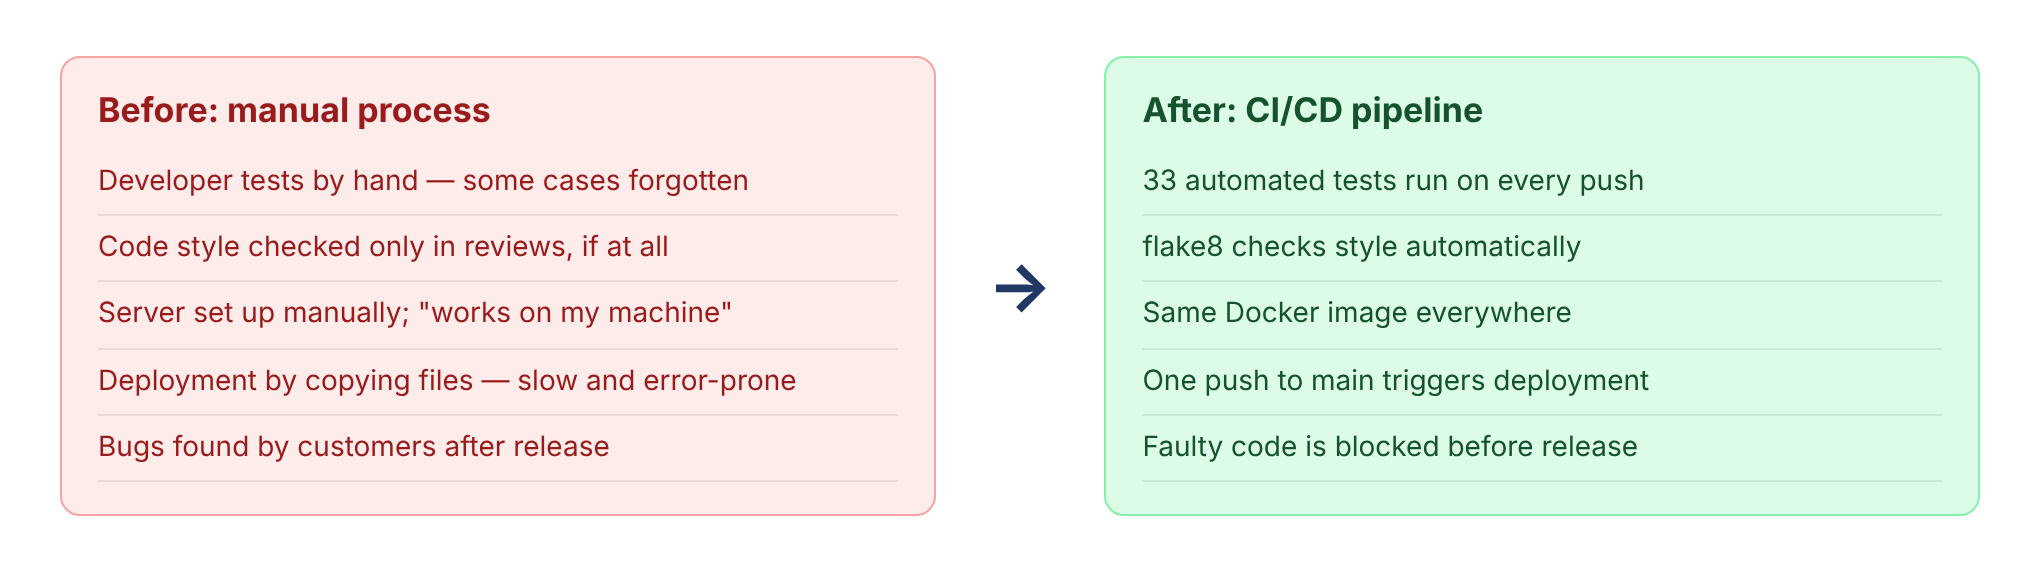 Before: manual process
Developer tests by hand — some cases forgotten
Code style checked only in reviews, if at all
Server set up manually; "works on my machine"
Deployment by copying files — slow and error-prone
Bugs found by customers after release
→
After: CI/CD pipeline
33 automated tests run on every push
flake8 checks style automatically
Same Docker image everywhere
One push to main triggers deployment
Faulty code is blocked before release